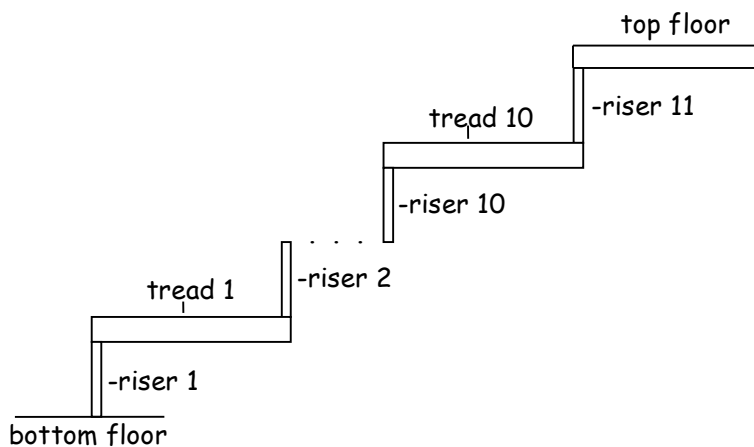 top floor
tread 10
-riser 11
-riser 10
tread 1
-riser 2
-riser 1
bottom floor